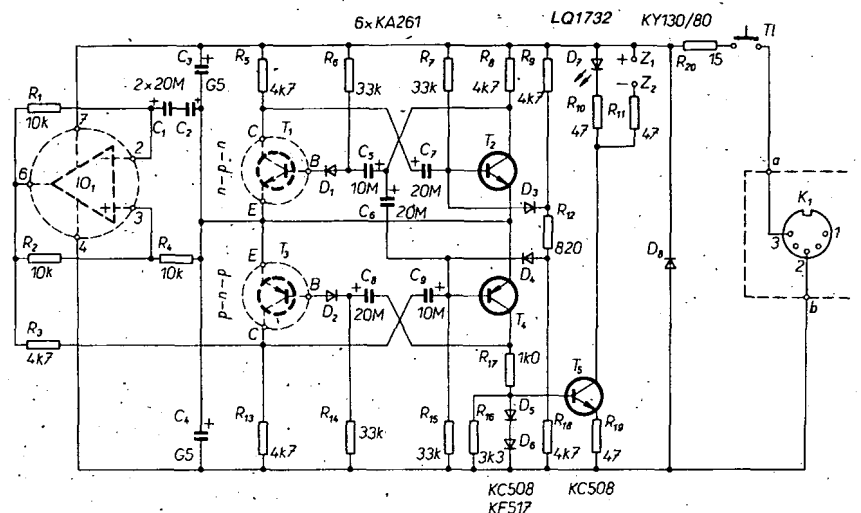 6xKA261
LQ1732
KY130/80
C3
G5
R5
4k7
R6
33k
R7
33k
R8
4k7
R9
4k7
D7
+ Z1
− Z2
R20
15
Tl
R10
47
R11
47
2×20M
C1
C2
R1
10k
7
2
6
IO1
3
4
n-p-n
C
T1
B
E
D1
C5
10M
C7
20M
C6
20M
T2
D3
R12
820
a
K1
3
1
2
b
R2
10k
R4
10k
p-n-p
E
T3
B
C
D2
C8
20M
C9
10M
D4
T4
D8
R3
4k7
R17
1k0
T5
C4
G5
R13
4k7
R14
33k
R15
33k
R16
3k3
D5
D6
R18
4k7
R19
47
KC508
KF517
KC508